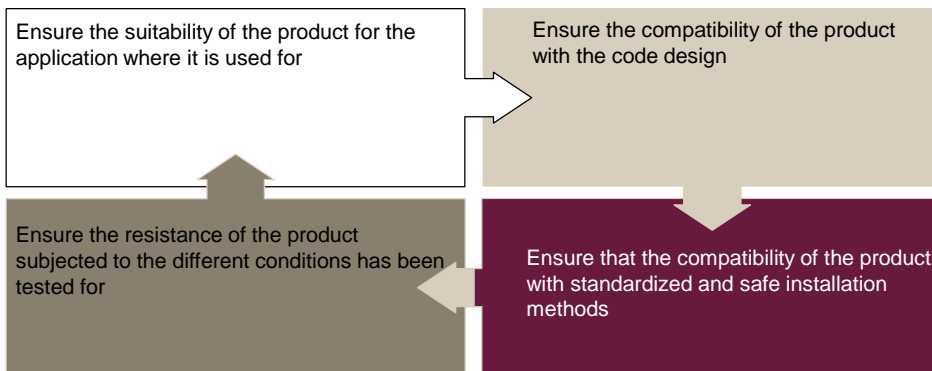 Ensure the suitability of the product for the
application where it is used for
Ensure the compatibility of the product
with the code design
Ensure the resistance of the product
subjected to the different conditions has been
tested for
Ensure that the compatibility of the product
with standardized and safe installation
methods